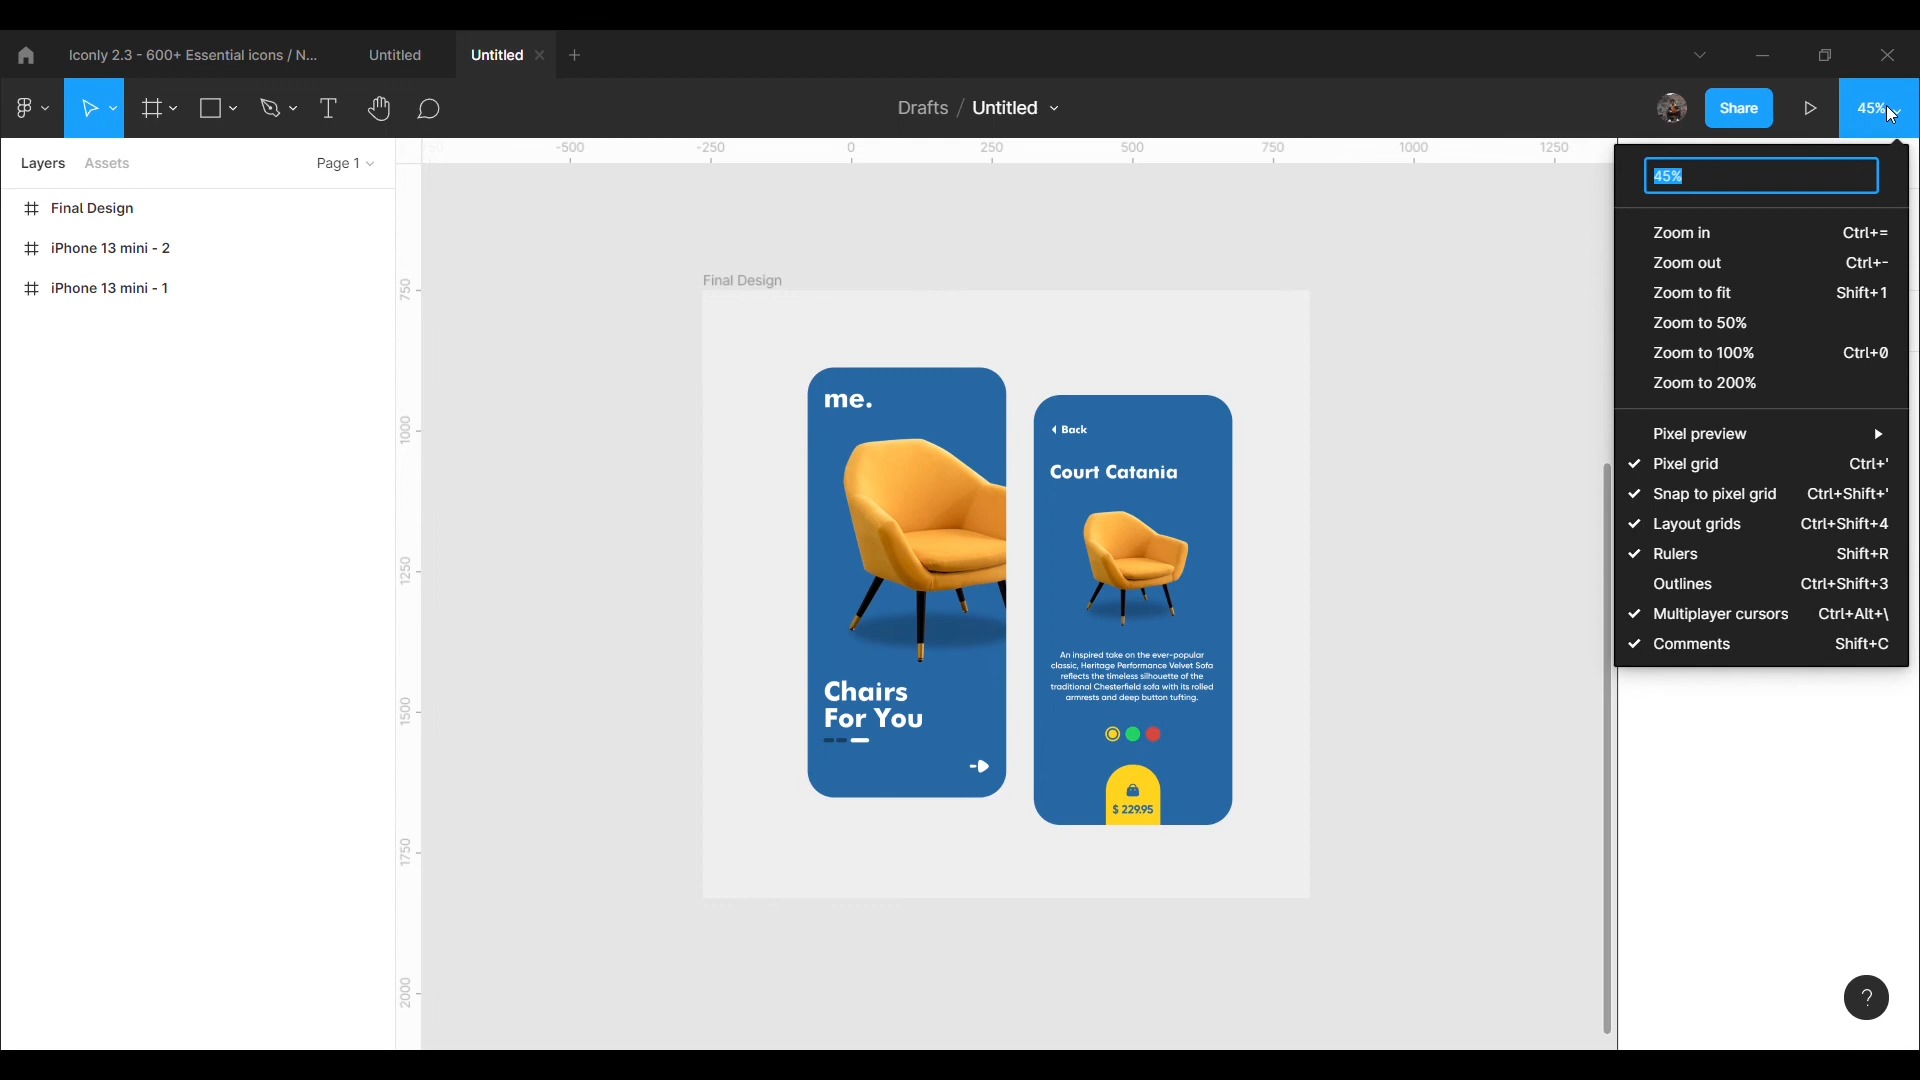 Iconly 2.3 - 600+ Essential icons / N...
Untitled
Untitled
Drafts / Untitled
Share
45%
Layers
Assets
Page 1
Final Design
iPhone 13 mini - 2
iPhone 13 mini - 1
-500
-250
0
250
500
750
1000
1250
750
1000
1250
1500
1750
2000
Final Design
me.
Chairs
For You
Back
Court Catania
An inspired take on the ever-popular
classic, Heritage Performance Velvet Sofa
reflects the timeless silhouette of the
traditional Chesterfield sofa with its rolled
armrests and deep button tufting.
$ 229.95
45%
Zoom in Ctrl+=
Zoom out Ctrl+-
Zoom to fit Shift+1
Zoom to 50%
Zoom to 100% Ctrl+0
Zoom to 200%
Pixel preview
Pixel grid Ctrl+'
Snap to pixel grid Ctrl+Shift+'
Layout grids Ctrl+Shift+4
Rulers Shift+R
Outlines Ctrl+Shift+3
Multiplayer cursors Ctrl+Alt+\
Comments Shift+C
?